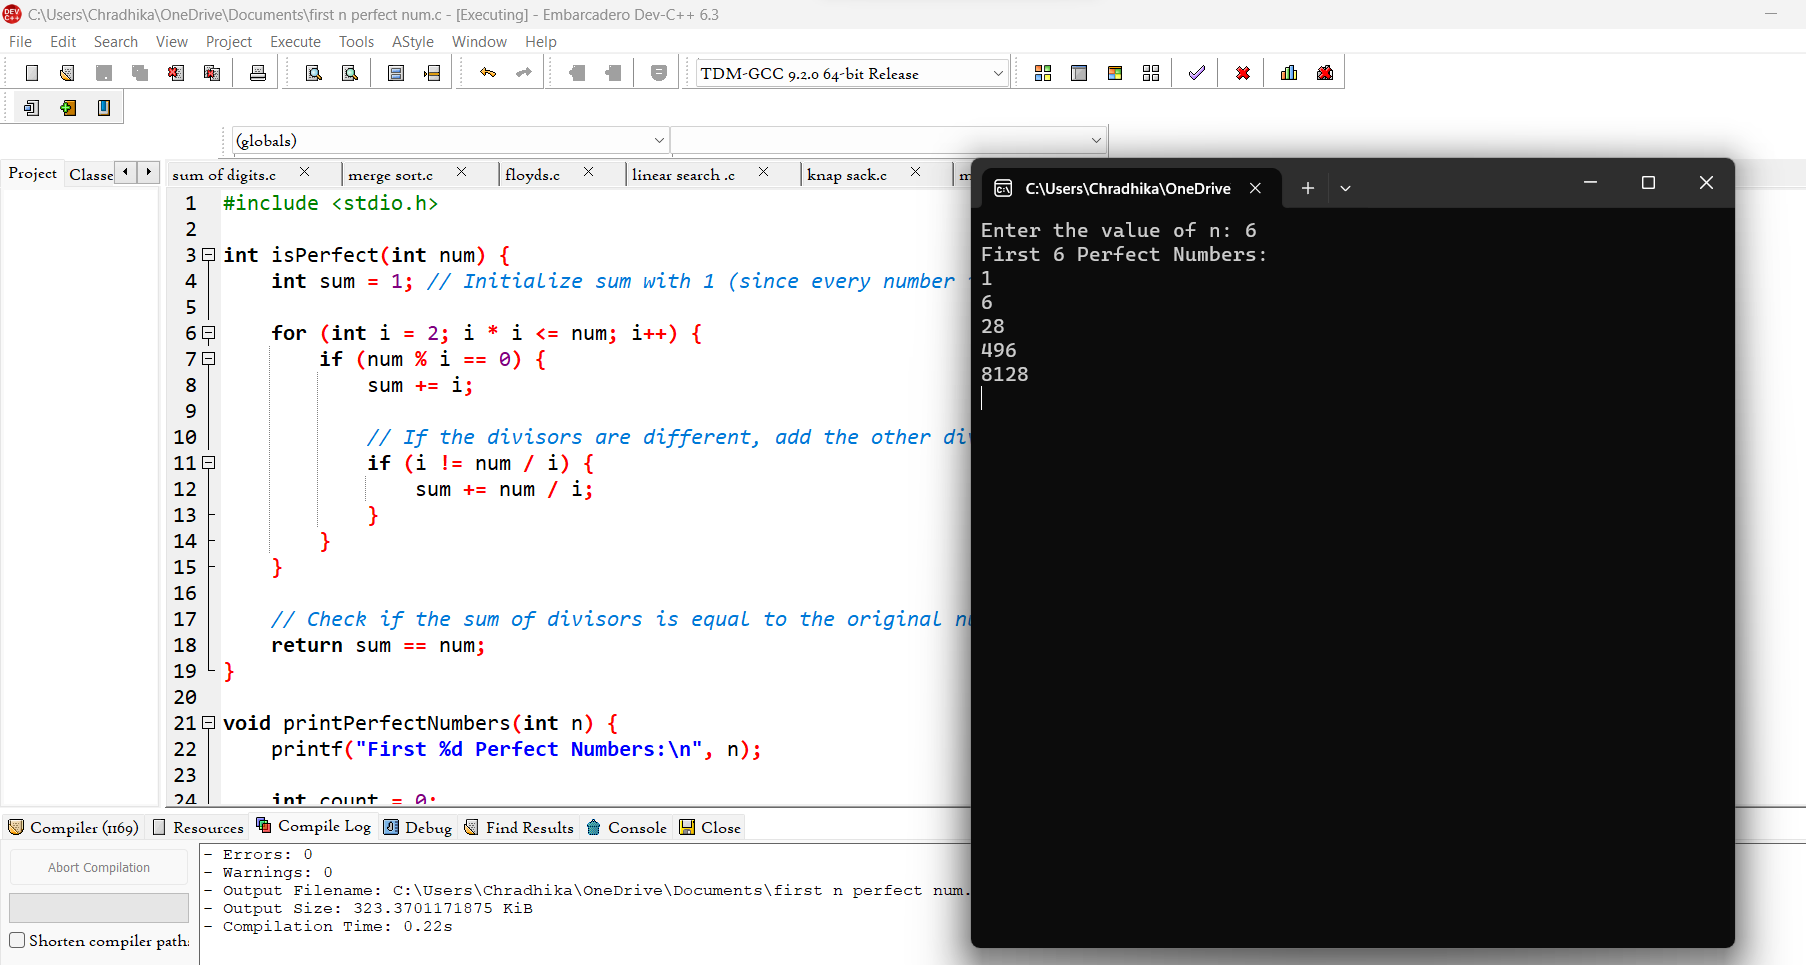 C:\Users\Chradhika\OneDrive\Documents\first n perfect num.c - [Executing] - Embarcadero Dev-C++ 6.3
File Edit Search View Project Execute Tools AStyle Window Help
TDM-GCC 9.2.0 64-bit Release
(globals)
Project Classe
sum of digits.c merge sort.c floyds.c linear search .c knap sack.c m
1 #include <stdio.h>
2
3 int isPerfect(int num) {
4 int sum = 1; // Initialize sum with 1 (since every number
5
6 for (int i = 2; i * i <= num; i++) {
7 if (num % i == 0) {
8 sum += i;
9
10 // If the divisors are different, add the other di
11 if (i != num / i) {
12 sum += num / i;
13 }
14 }
15 }
16
17 // Check if the sum of divisors is equal to the original n
18 return sum == num;
19 }
20
21 void printPerfectNumbers(int n) {
22 printf("First %d Perfect Numbers:\n", n);
23
24 int count = 0;
C:\Users\Chradhika\OneDrive
Enter the value of n: 6
First 6 Perfect Numbers:
1
6
28
496
8128
Compiler (1169) Resources Compile Log Debug Find Results Console Close
Abort Compilation
Shorten compiler path
- Errors: 0
- Warnings: 0
- Output Filename: C:\Users\Chradhika\OneDrive\Documents\first n perfect num.
- Output Size: 323.3701171875 KiB
- Compilation Time: 0.22s